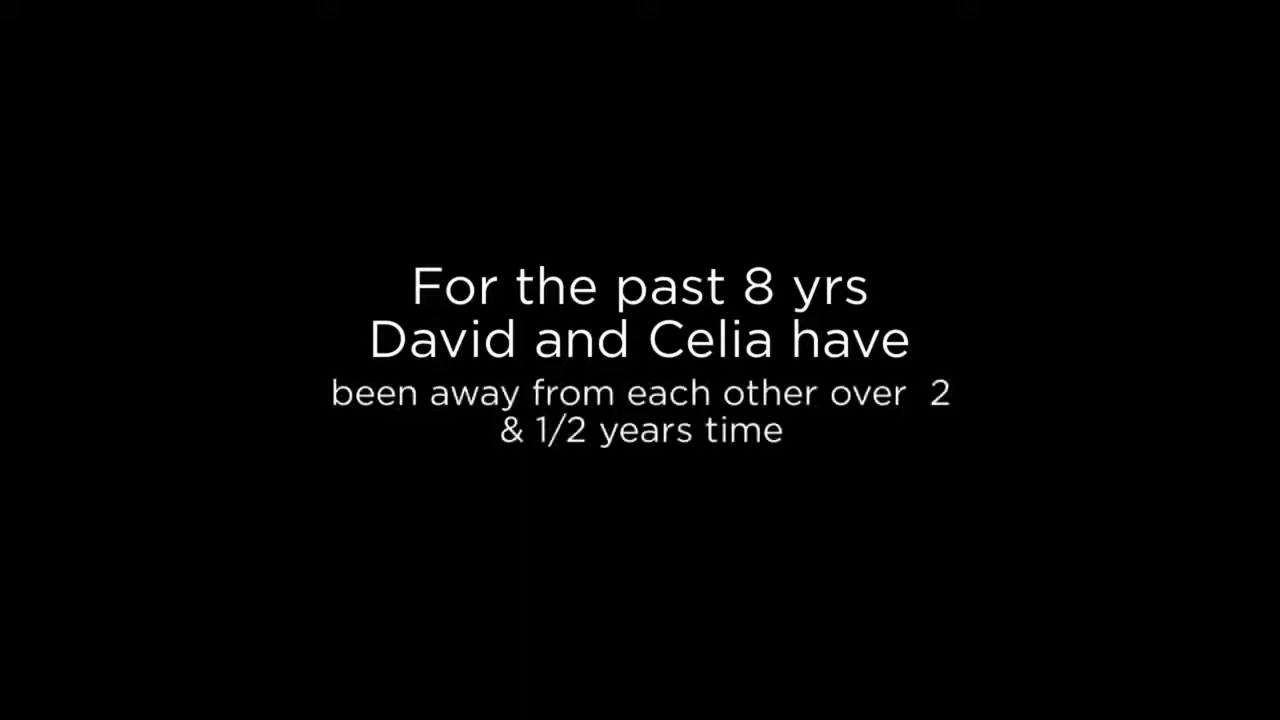 For the past 8 yrs
David and Celia have
been away from each other over  2
& 1/2 years time